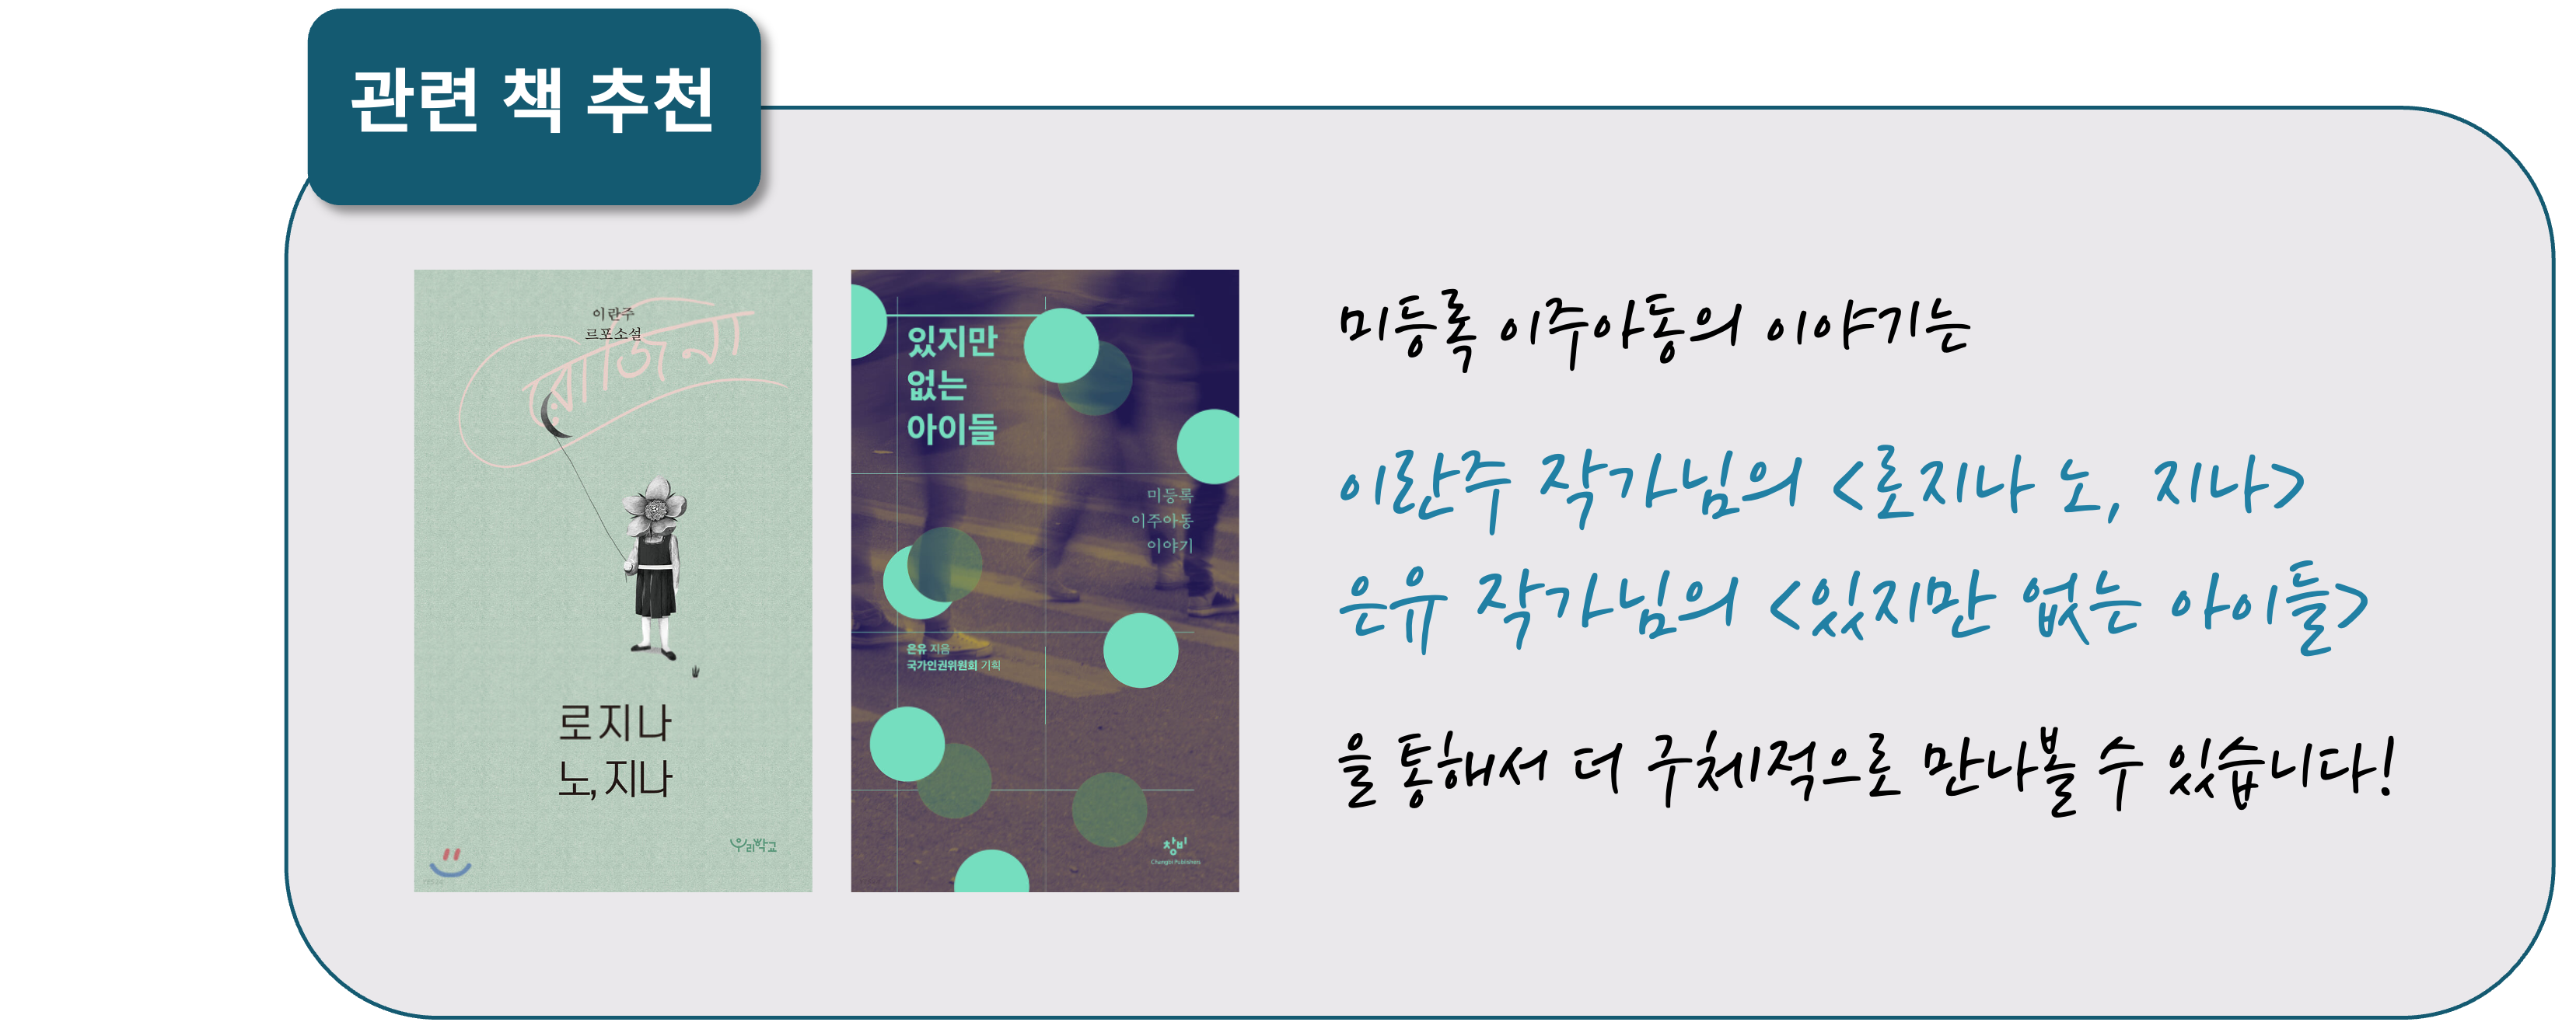 관련 책 추천
이란주
르포소설
রোজিনা
로지나
노, 지나
우리학교
있지만
없는
아이들
미등록
이주아동
이야기
은유 지음
국가인권위원회 기획
창비
Changbi Publishers
미등록 이주아동의 이야기는
이란주 작가님의 <로지나 노, 지나>
은유 작가님의 <있지만 없는 아이들>
을 통해서 더 구체적으로 만나볼 수 있습니다!